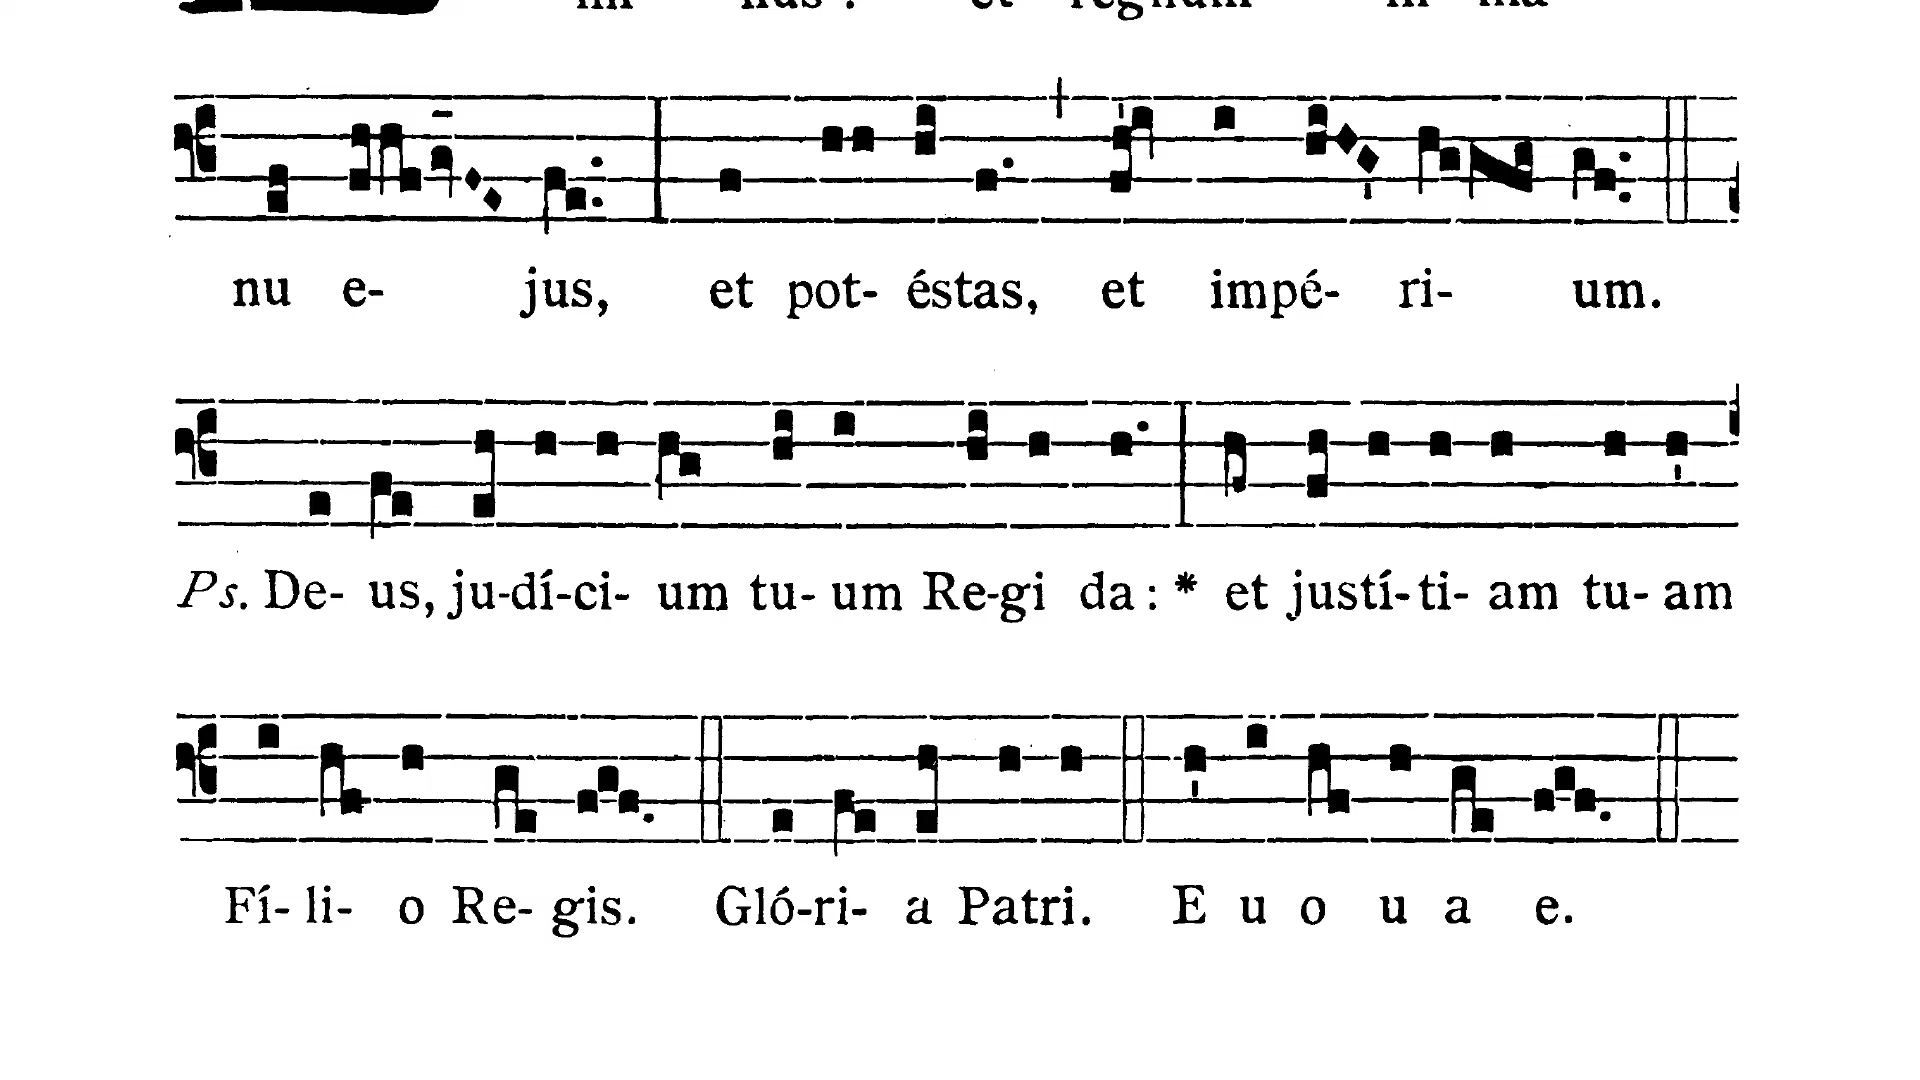 nu e- jus, et pot- éstas, et impé- ri- um.
Ps. De- us, ju-dí-ci- um tu- um Re-gi da : * et justí- ti- am tu- am
Fí- li- o Re- gis. Gló-ri- a Patri. E u o u a e.